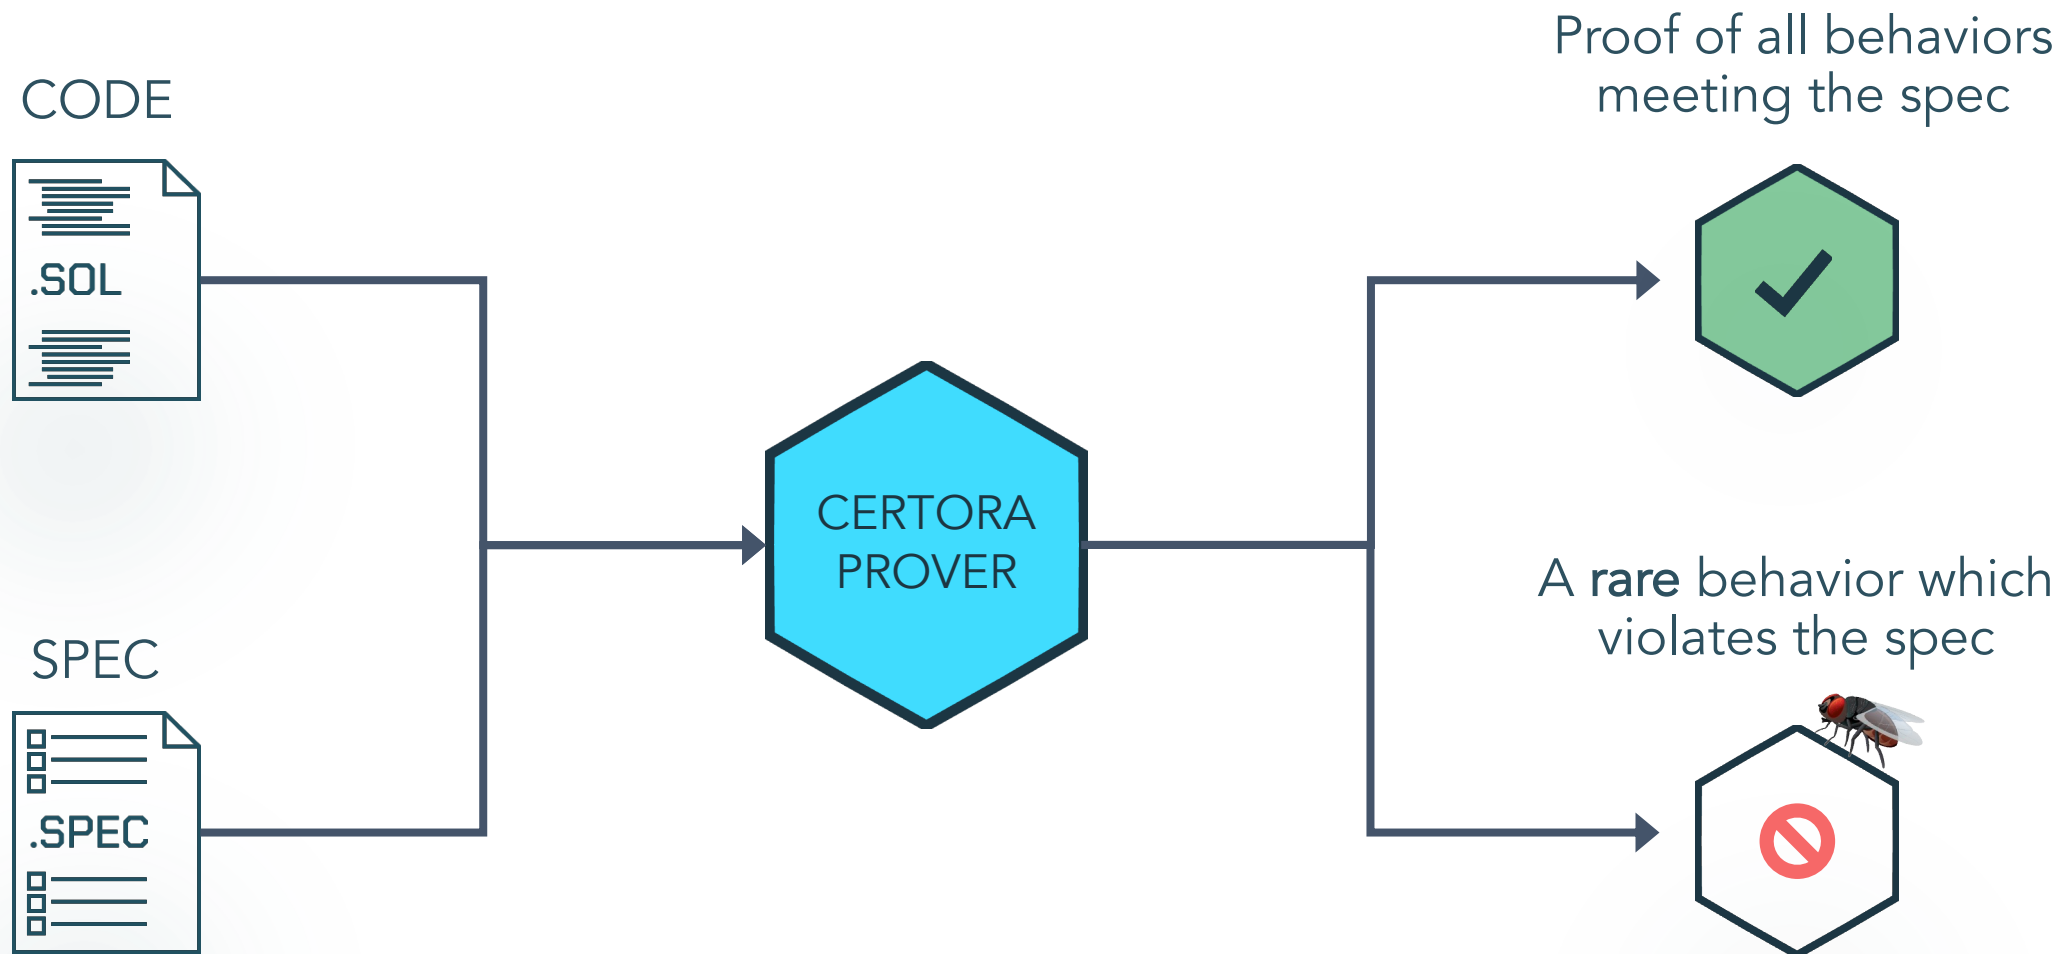 CODE
.SOL
SPEC
.SPEC
CERTORA
PROVER
Proof of all behaviors
meeting the spec
A rare behavior which
violates the spec